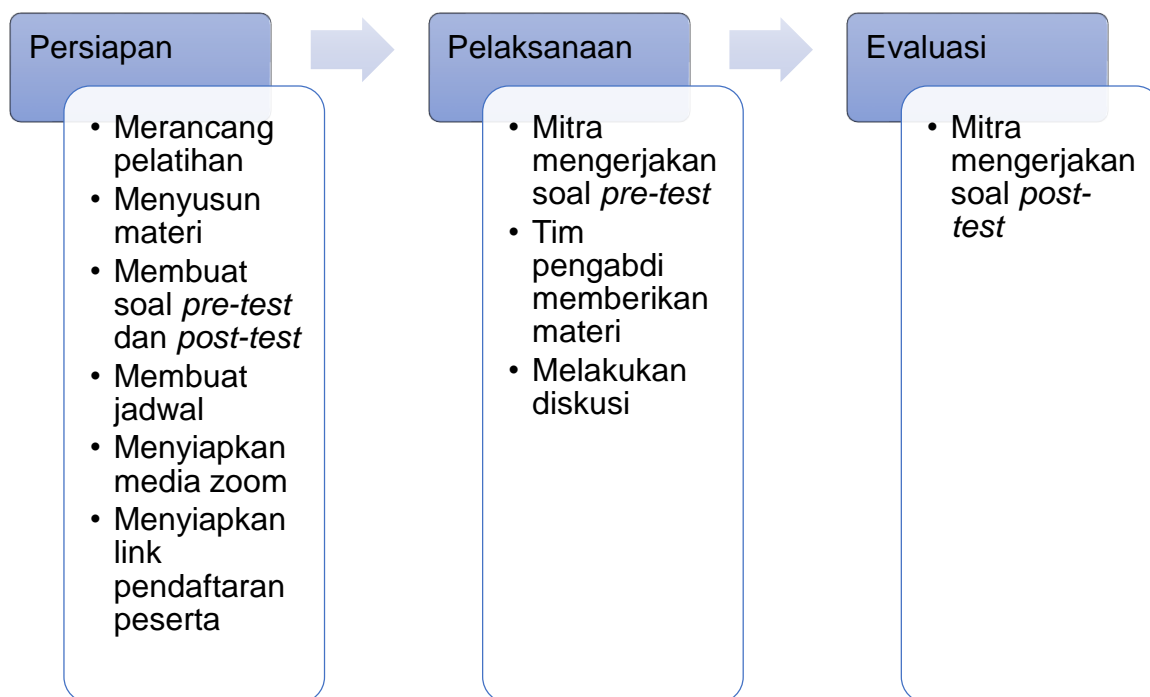 Persiapan
• Merancang
pelatihan
• Menyusun
materi
• Membuat
soal pre-test
dan post-test
• Membuat
jadwal
• Menyiapkan
media zoom
• Menyiapkan
link
pendaftaran
peserta
Pelaksanaan
• Mitra
mengerjakan
soal pre-test
• Tim
pengabdi
memberikan
materi
• Melakukan
diskusi
Evaluasi
• Mitra
mengerjakan
soal post-
test